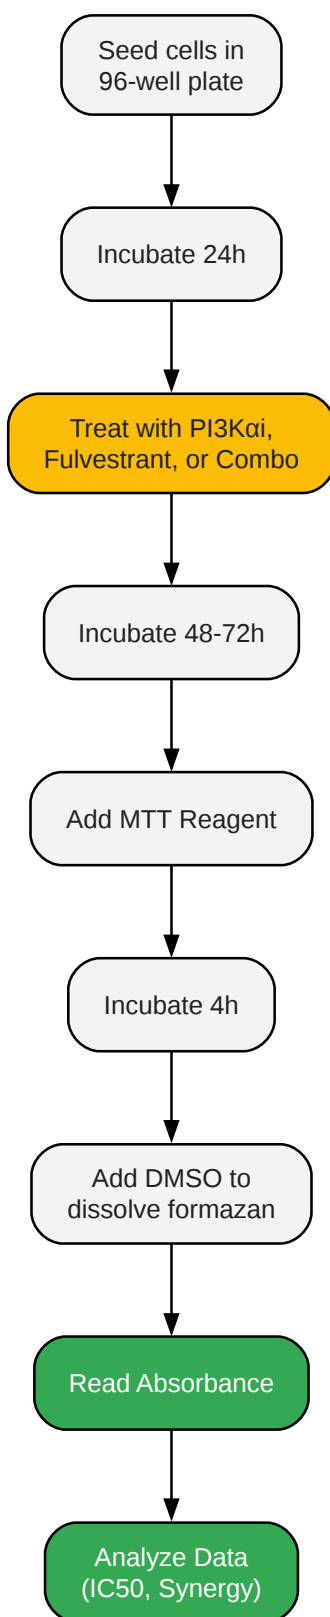 Seed cells in
96-well plate
Incubate 24h
Treat with PI3Kαi,
Fulvestrant, or Combo
Incubate 48-72h
Add MTT Reagent
Incubate 4h
Add DMSO to
dissolve formazan
Read Absorbance
Analyze Data
(IC50, Synergy)